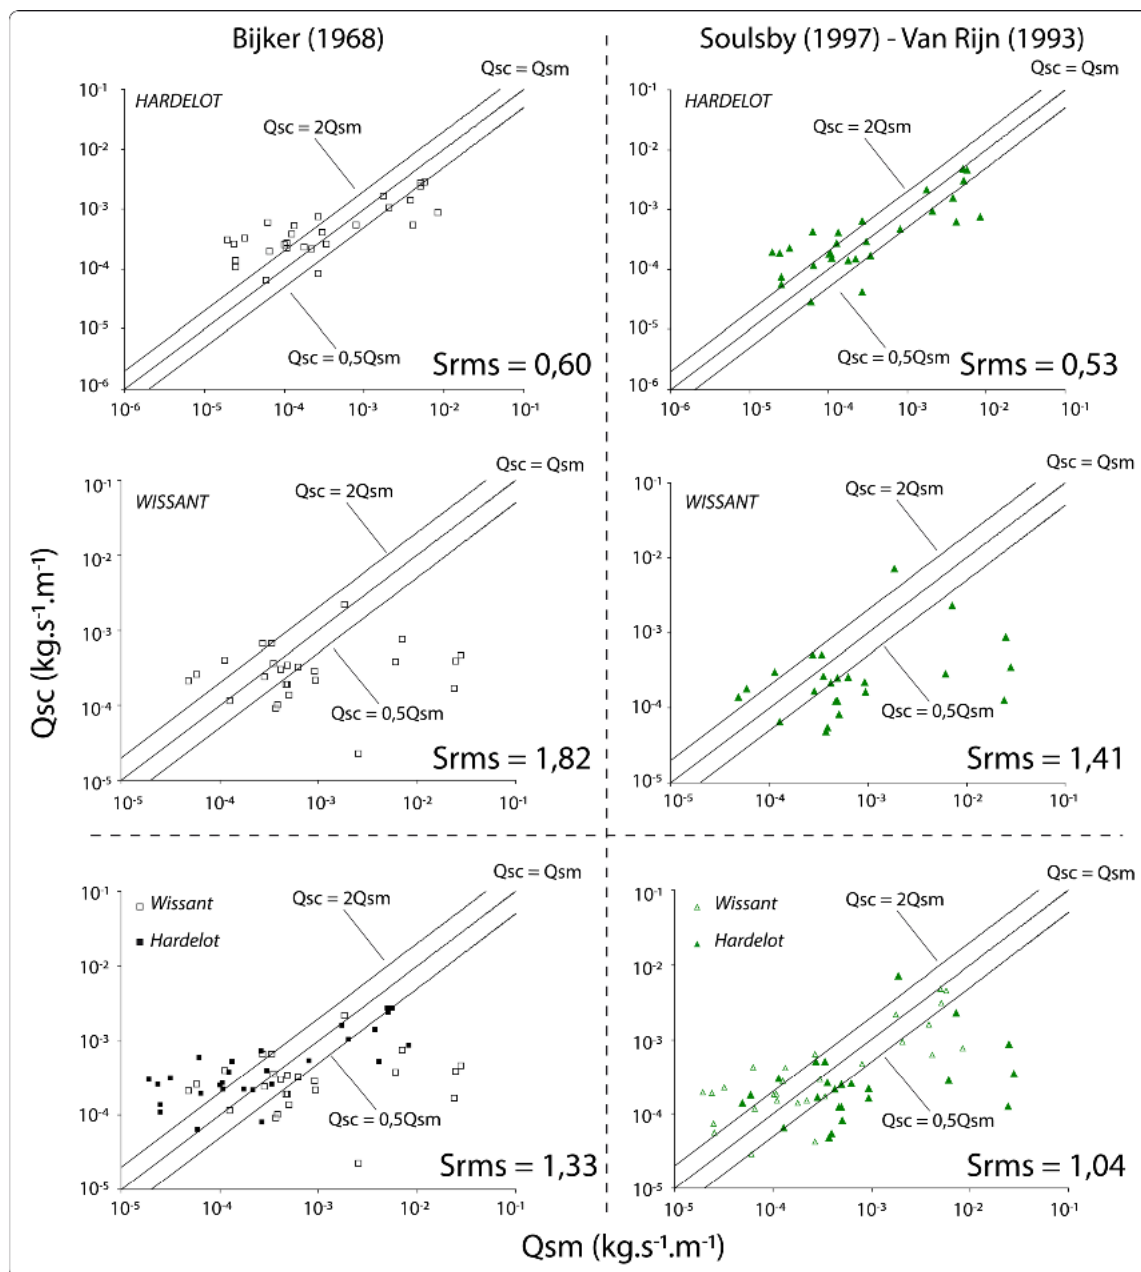 Bijker (1968)
Soulsby (1997) - Van Rijn (1993)
Qsc (kg.s⁻¹.m⁻¹)
HARDELOT
Qsc = Qsm
Qsc = 2Qsm
Qsc = 0,5Qsm
Srms = 0,60
10⁻¹
10⁻²
10⁻³
10⁻⁴
10⁻⁵
10⁻⁶
10⁻⁶ 10⁻⁵ 10⁻⁴ 10⁻³ 10⁻² 10⁻¹
HARDELOT
Qsc = Qsm
Qsc = 2Qsm
Qsc = 0,5Qsm
Srms = 0,53
10⁻¹
10⁻²
10⁻³
10⁻⁴
10⁻⁵
10⁻⁶
10⁻⁶ 10⁻⁵ 10⁻⁴ 10⁻³ 10⁻² 10⁻¹
WISSANT
Qsc = Qsm
Qsc = 2Qsm
Qsc = 0,5Qsm
Srms = 1,82
10⁻¹
10⁻²
10⁻³
10⁻⁴
10⁻⁵
10⁻⁵ 10⁻⁴ 10⁻³ 10⁻² 10⁻¹
WISSANT
Qsc = Qsm
Qsc = 2Qsm
Qsc = 0,5Qsm
Srms = 1,41
10⁻¹
10⁻²
10⁻³
10⁻⁴
10⁻⁵
10⁻⁵ 10⁻⁴ 10⁻³ 10⁻² 10⁻¹
Wissant
Hardelot
Qsc = Qsm
Qsc = 2Qsm
Qsc = 0,5Qsm
Srms = 1,33
10⁻¹
10⁻²
10⁻³
10⁻⁴
10⁻⁵
10⁻⁵ 10⁻⁴ 10⁻³ 10⁻² 10⁻¹
Wissant
Hardelot
Qsc = Qsm
Qsc = 2Qsm
Qsc = 0,5Qsm
Srms = 1,04
10⁻¹
10⁻²
10⁻³
10⁻⁴
10⁻⁵
10⁻⁵ 10⁻⁴ 10⁻³ 10⁻² 10⁻¹
Qsm (kg.s⁻¹.m⁻¹)